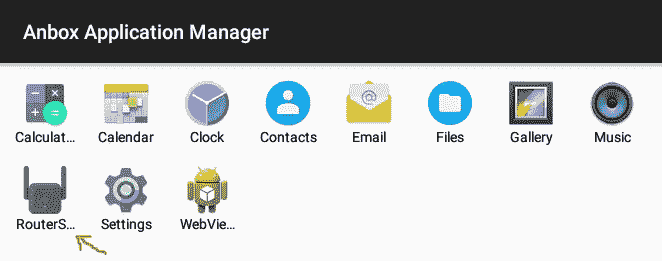 Anbox Application Manager
Calculat... Calendar Clock Contacts Email Files Gallery Music
RouterS... Settings WebVie...